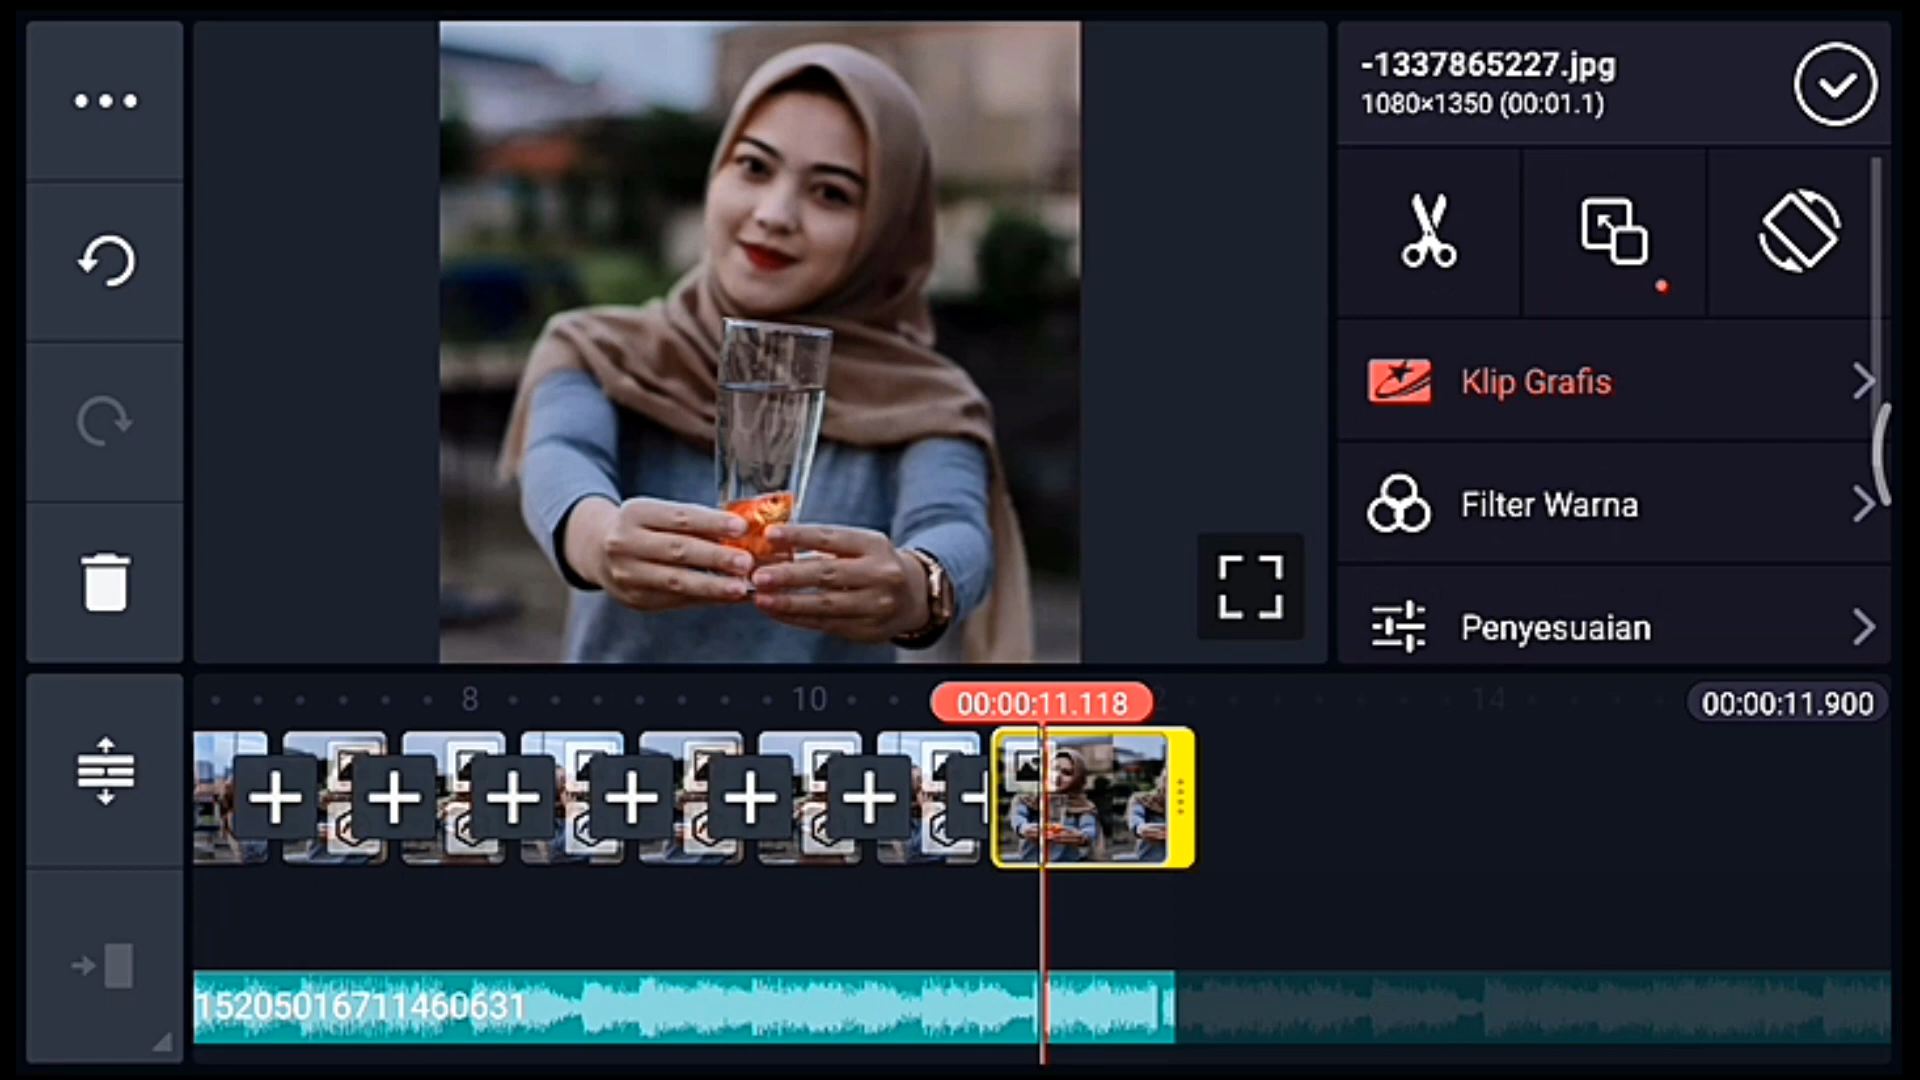 -1337865227.jpg
1080×1350 (00:01.1)
Klip Grafis
Filter Warna
Penyesuaian
8
10
00:00:11.118
14
00:00:11.900
15205016711460631